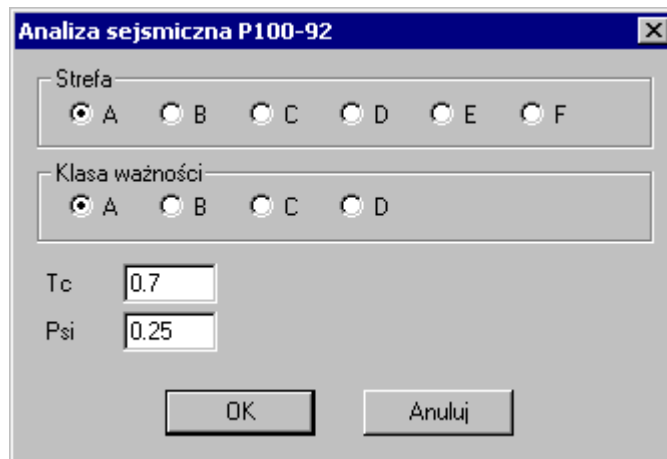 Analiza sejsmiczna P100-92
Strefa
A B C D E F
Klasa ważności
A B C D
Tc 0.7
Psi 0.25
OK Anuluj